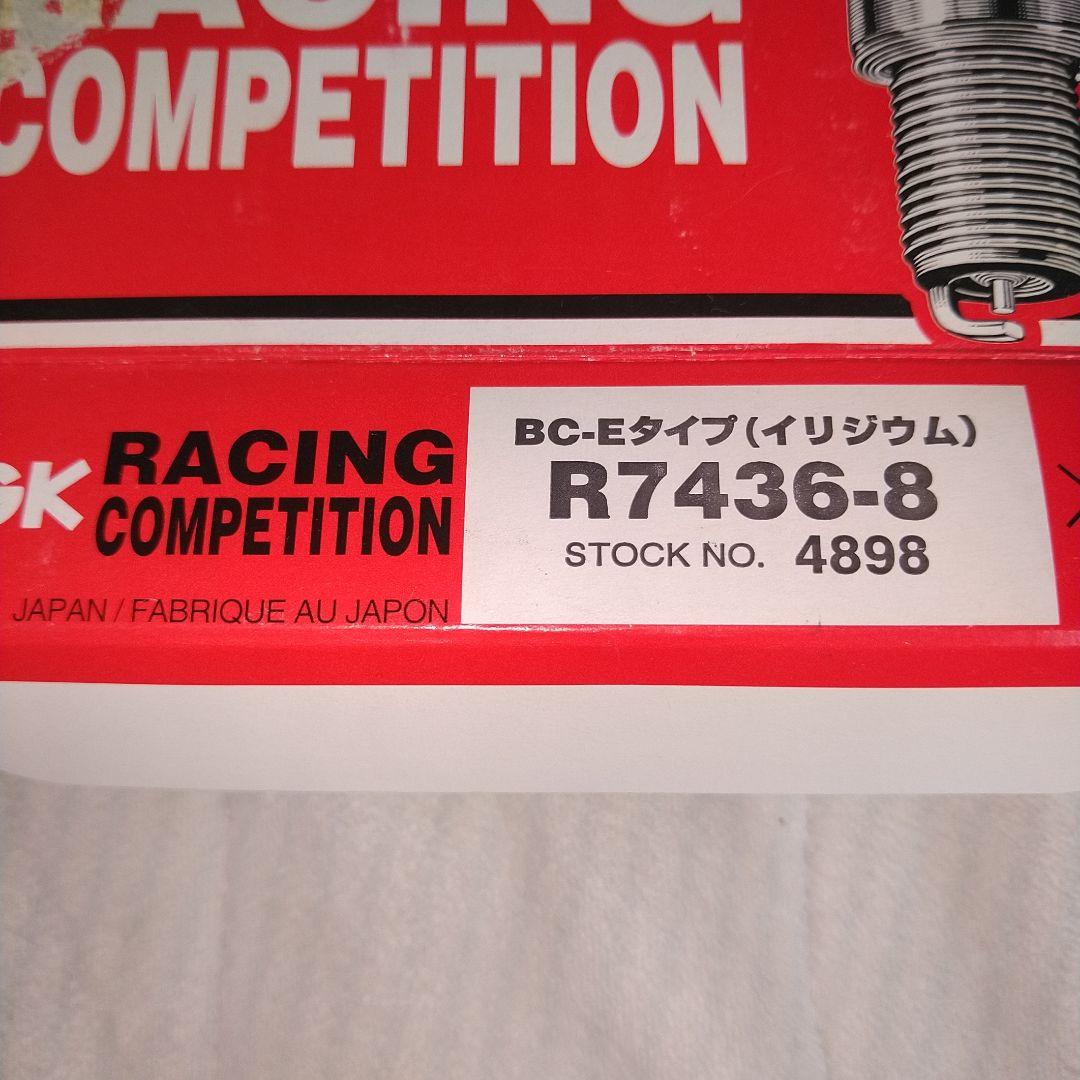 RACING
COMPETITION
GK RACING
COMPETITION
JAPAN / FABRIQUE AU JAPON
BC-Eタイプ(イリジウム)
R7436-8
STOCK NO. 4898